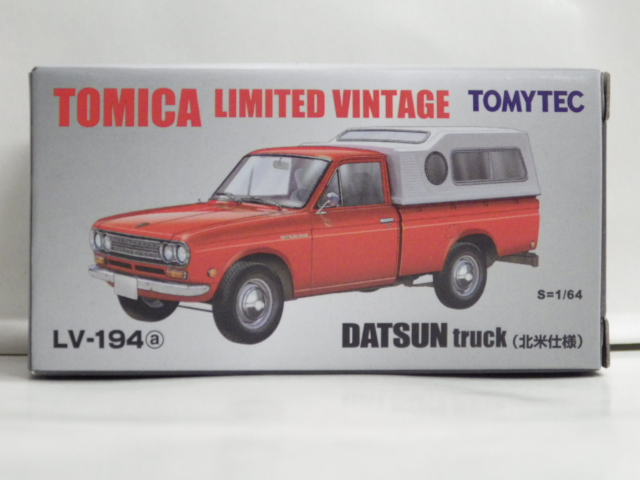 TOMICA LIMITED VINTAGE TOMYTEC
S=1/64
LV-194ⓐ DATSUN truck (北米仕様)